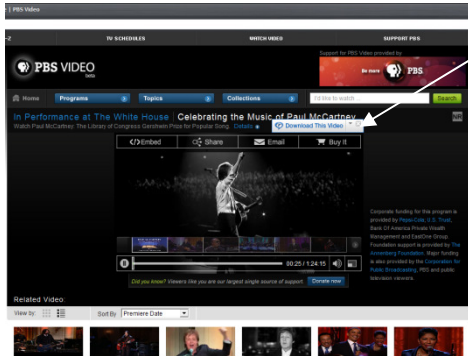 | PBS Video
TV SCHEDULES WATCH VIDEO SUPPORT PBS
Support for PBS Video provided by:
PBS VIDEO
beta
Be more PBS
Home Programs Topics Collections I'd like to watch... Search
In Performance at The White House | Celebrating the Music of Paul McCartney
Watch Paul McCartney: The Library of Congress Gershwin Prize for Popular Song. Details
Download This Video
Embed Share Email Buy it
Corporate funding for this program is
provided by Pepsi-Cola, U.S. Trust,
Bank Of America Private Wealth
Management and EastOne Group.
Foundation support is provided by The
Annenberg Foundation. Major funding
is also provided by the Corporation for
Public Broadcasting, PBS and public
television viewers.
00:25 / 1:24:15
Did you know? Viewers like you are our largest single source of support. Donate now
Related Video:
View by: Sort By Premiere Date